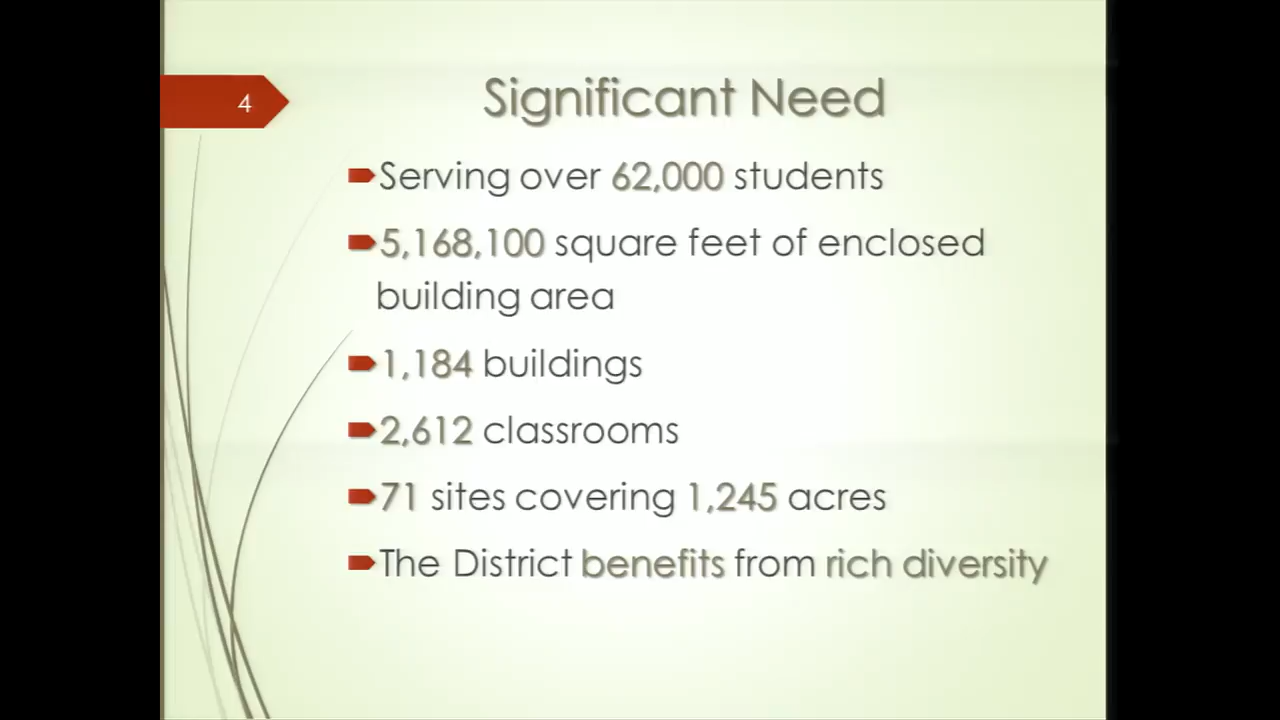 4
Significant Need
Serving over 62,000 students
5,168,100 square feet of enclosed
building area
1,184 buildings
2,612 classrooms
71 sites covering 1,245 acres
The District benefits from rich diversity